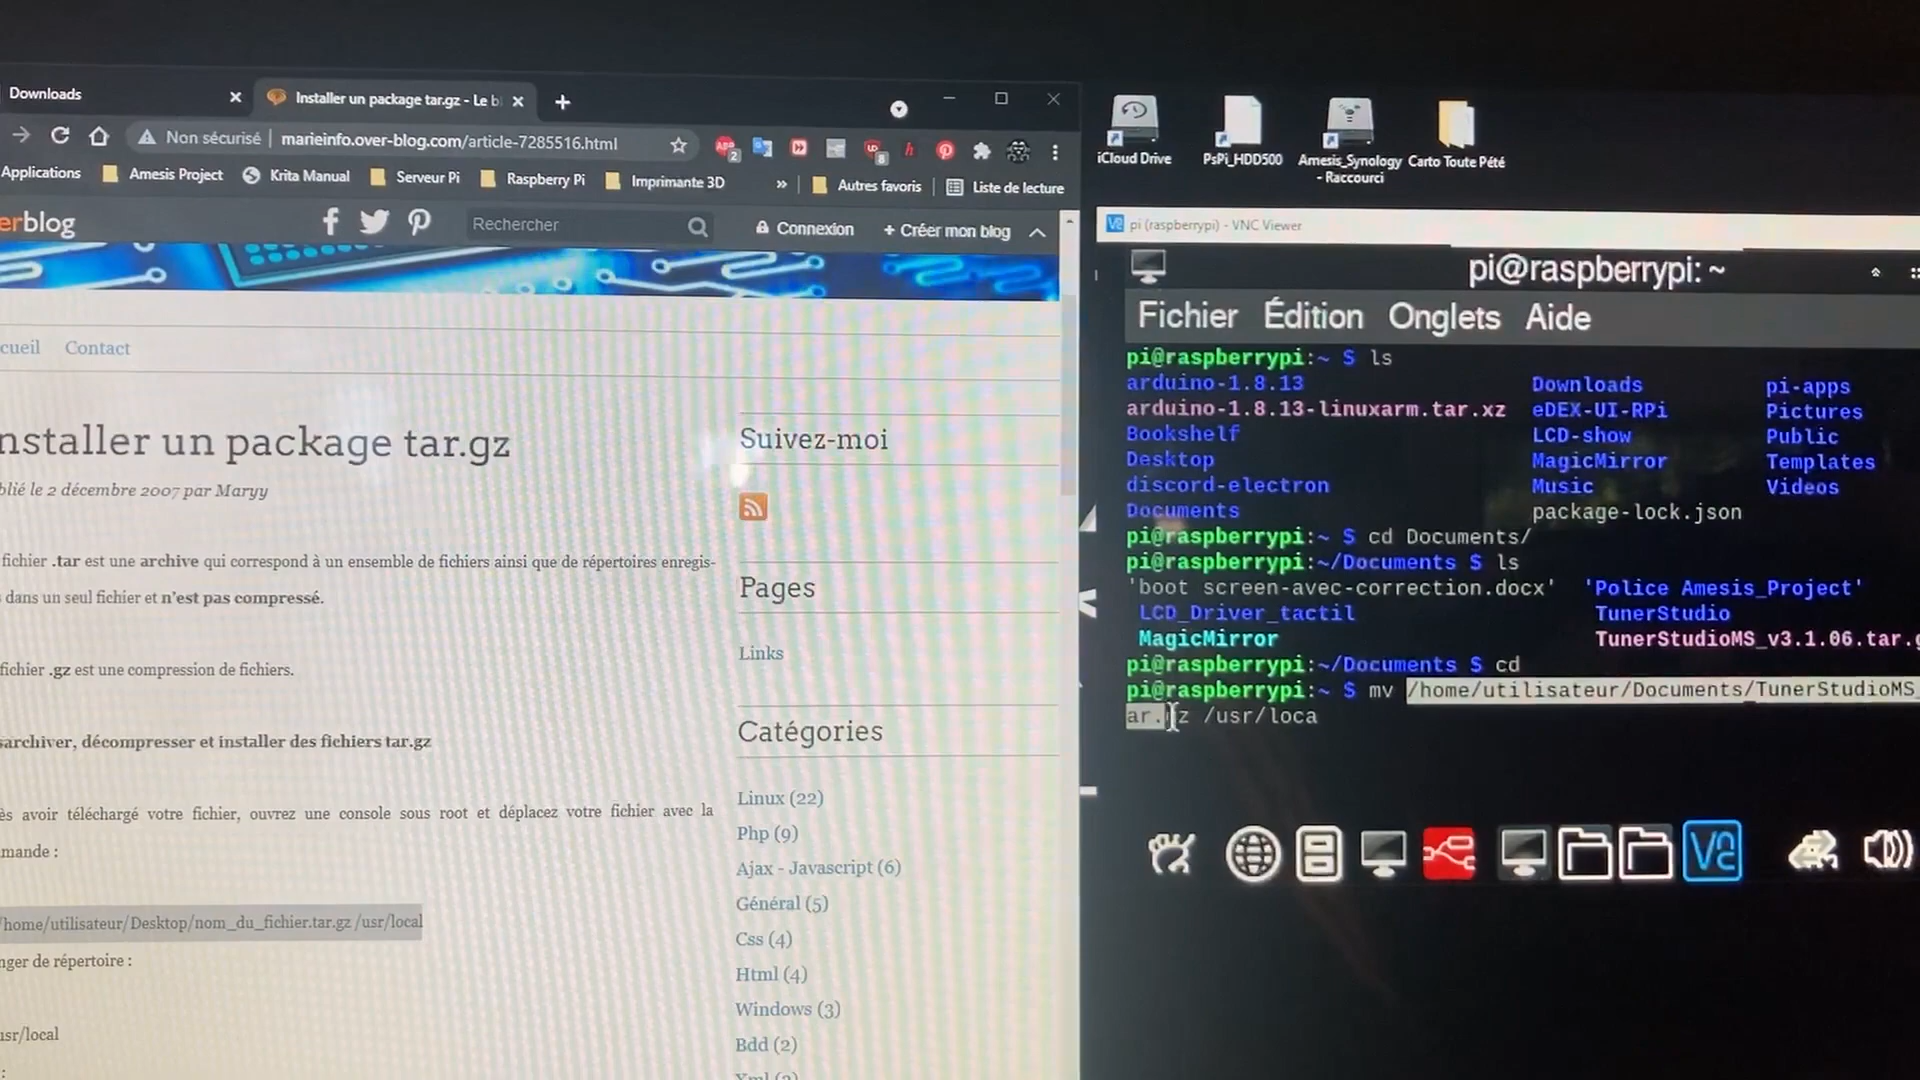 Downloads
Installer un package tar.gz - Le b
Non sécurisé | marieinfo.over-blog.com/article-7285516.html
ABP
2
8
h
Applications
Amesis Project
Krita Manual
Serveur Pi
Raspberry Pi
Imprimante 3D
»
Autres favoris
Liste de lecture
erblog
Rechercher
Connexion
+ Créer mon blog
cueil
Contact
nstaller un package tar.gz
blié le 2 décembre 2007 par Maryy
fichier .tar est une archive qui correspond à un ensemble de fichiers ainsi que de répertoires enregis-
dans un seul fichier et n'est pas compressé.
fichier .gz est une compression de fichiers.
sarchiver, décompresser et installer des fichiers tar.gz
ès avoir téléchargé votre fichier, ouvrez une console sous root et déplacez votre fichier avec la
mande :
/home/utilisateur/Desktop/nom_du_fichier.tar.gz /usr/local
nger de répertoire :
usr/local
:
Suivez-moi
Pages
Links
Catégories
Linux (22)
Php (9)
Ajax - Javascript (6)
Général (5)
Css (4)
Html (4)
Windows (3)
Bdd (2)
iCloud Drive
PsPi_HDD500
Amesis_Synology
- Raccourci
Carto Toute Pété
pi (raspberrypi) - VNC Viewer
pi@raspberrypi: ~
Fichier Édition Onglets Aide
pi@raspberrypi:~ $ ls
arduino-1.8.13 Downloads pi-apps
arduino-1.8.13-linuxarm.tar.xz eDEX-UI-RPi Pictures
Bookshelf LCD-show Public
Desktop MagicMirror Templates
discord-electron Music Videos
Documents package-lock.json
pi@raspberrypi:~ $ cd Documents/
pi@raspberrypi:~/Documents $ ls
'boot screen-avec-correction.docx' 'Police Amesis_Project'
LCD_Driver_tactil TunerStudio
MagicMirror TunerStudioMS_v3.1.06.tar.g
pi@raspberrypi:~/Documents $ cd
pi@raspberrypi:~ $ mv /home/utilisateur/Documents/TunerStudioMS_
ar.gz /usr/loca